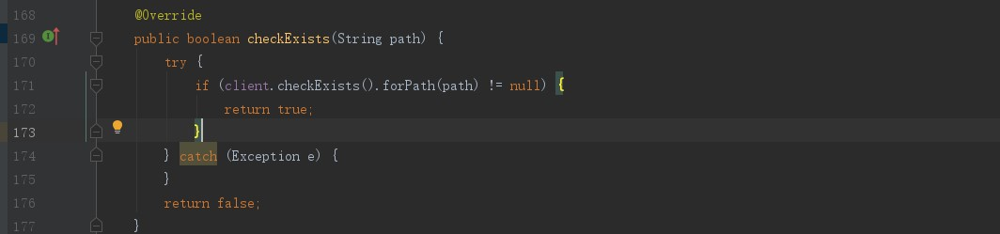 168 @Override
169 public boolean checkExists(String path) {
170 try {
171 if (client.checkExists().forPath(path) != null) {
172 return true;
173 }
174 } catch (Exception e) {
175 }
176 return false;
177 }